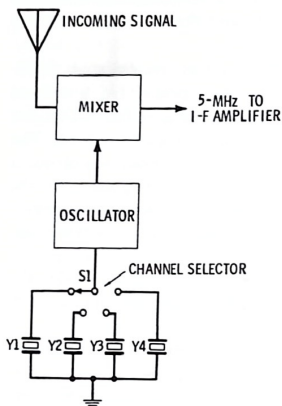 INCOMING SIGNAL
MIXER
5-MHz TO
I-F AMPLIFIER
OSCILLATOR
S1
CHANNEL SELECTOR
Y1 Y2 Y3 Y4